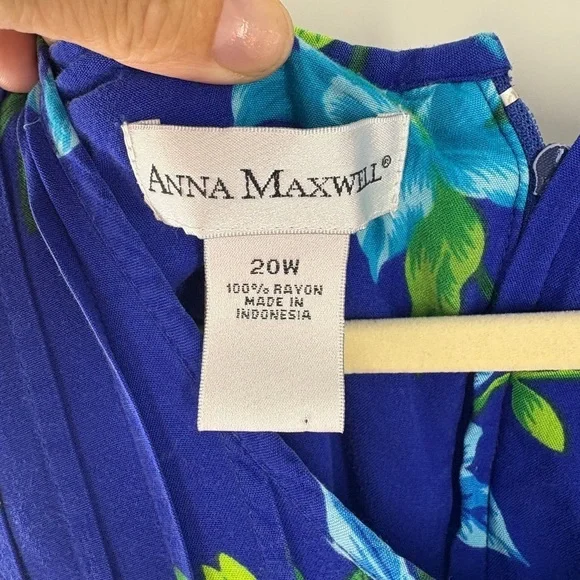 ANNA MAXWELL®
20W
100% RAYON
MADE IN
INDONESIA